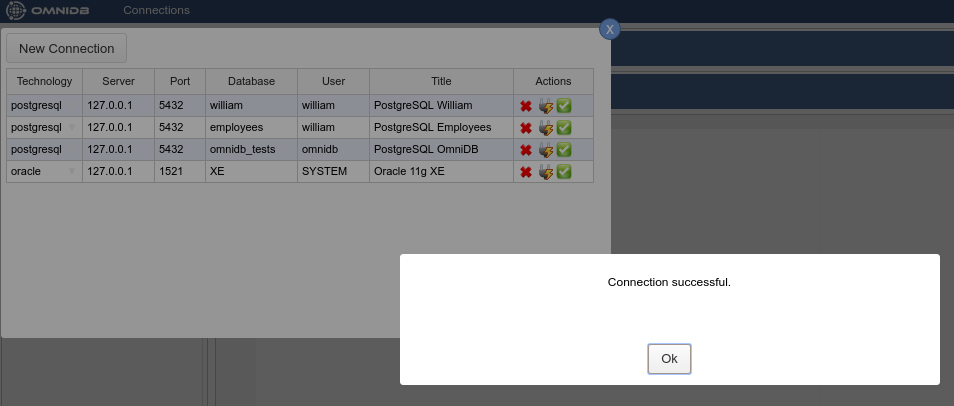 OMNIDB Connections
X
New Connection
Technology Server Port Database User Title Actions
postgresql 127.0.0.1 5432 william william PostgreSQL William
postgresql 127.0.0.1 5432 employees william PostgreSQL Employees
postgresql 127.0.0.1 5432 omnidb_tests omnidb PostgreSQL OmniDB
oracle 127.0.0.1 1521 XE SYSTEM Oracle 11g XE
Connection successful.
Ok